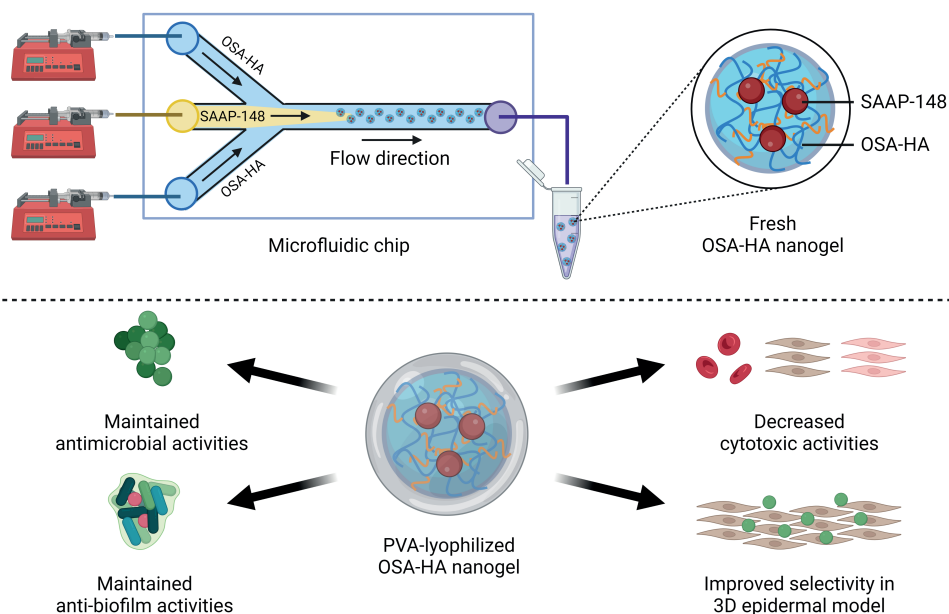 OSA-HA
SAAP-148
OSA-HA
Flow direction
Microfluidic chip
SAAP-148
OSA-HA
Fresh
OSA-HA nanogel
Maintained
antimicrobial activities
Decreased
cytotoxic activities
PVA-lyophilized
OSA-HA nanogel
Maintained
anti-biofilm activities
Improved selectivity in
3D epidermal model